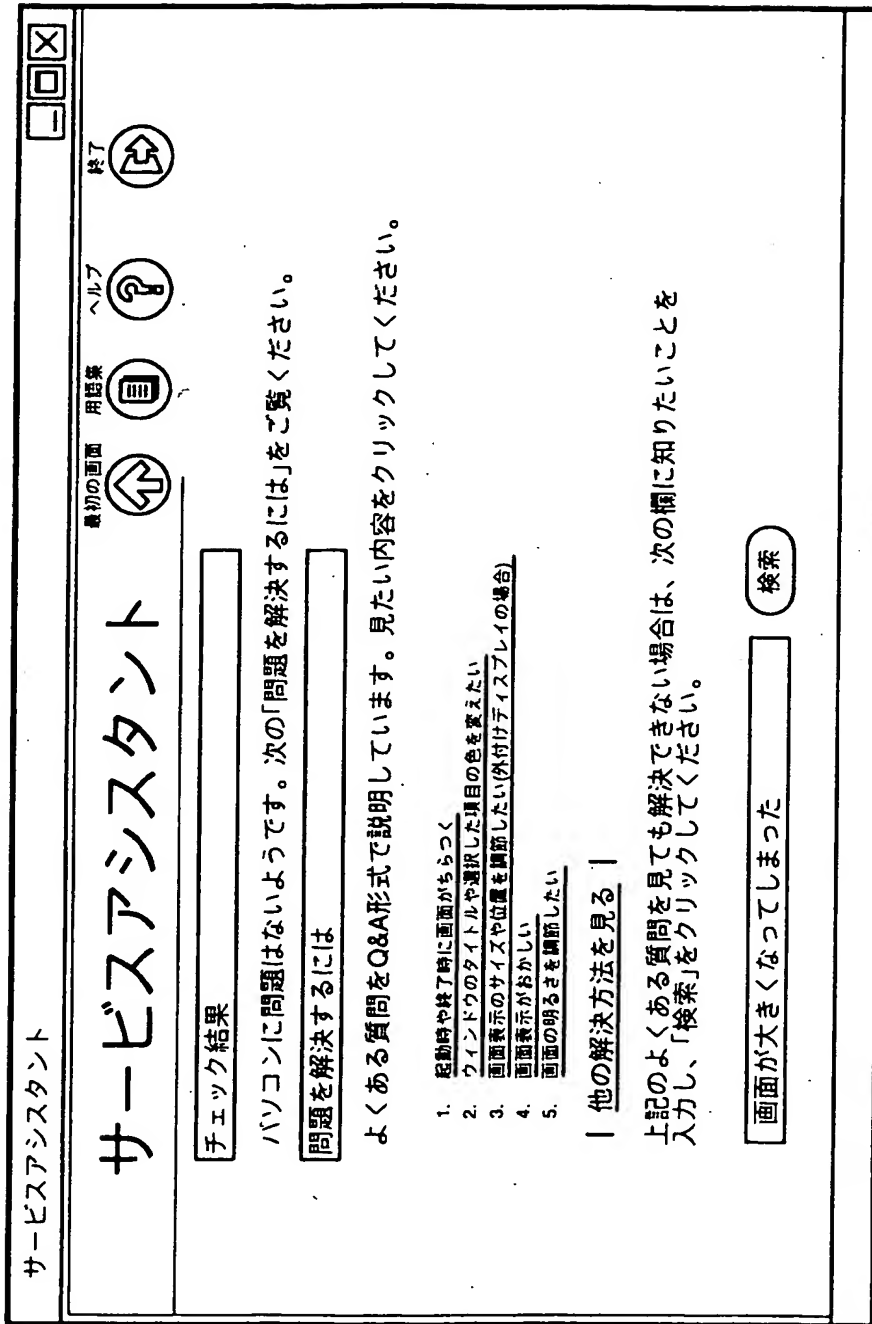 サービスアシスタント
サービスアシスタント
最初の画面
用語集
ヘルプ
終了
チェック結果
パソコンに問題はないようです。次の「問題を解決するには」をご覧ください。
問題を解決するには
よくある質問をQ&A形式で説明しています。見たい内容をクリックしてください。
1. 起動時や終了時に画面がちらつく
2. ウィンドウのタイトルや選択した項目の色を変えたい
3. 画面表示のサイズや位置を調節したい(外付けディスプレイの場合)
4. 画面表示がおかしい
5. 画面の明るさを調節したい
| 他の解決方法を見る |
上記のよくある質問を見ても解決できない場合は、次の欄に知りたいことを
入力し、「検索」をクリックしてください。
画面が大きくなってしまった
検索